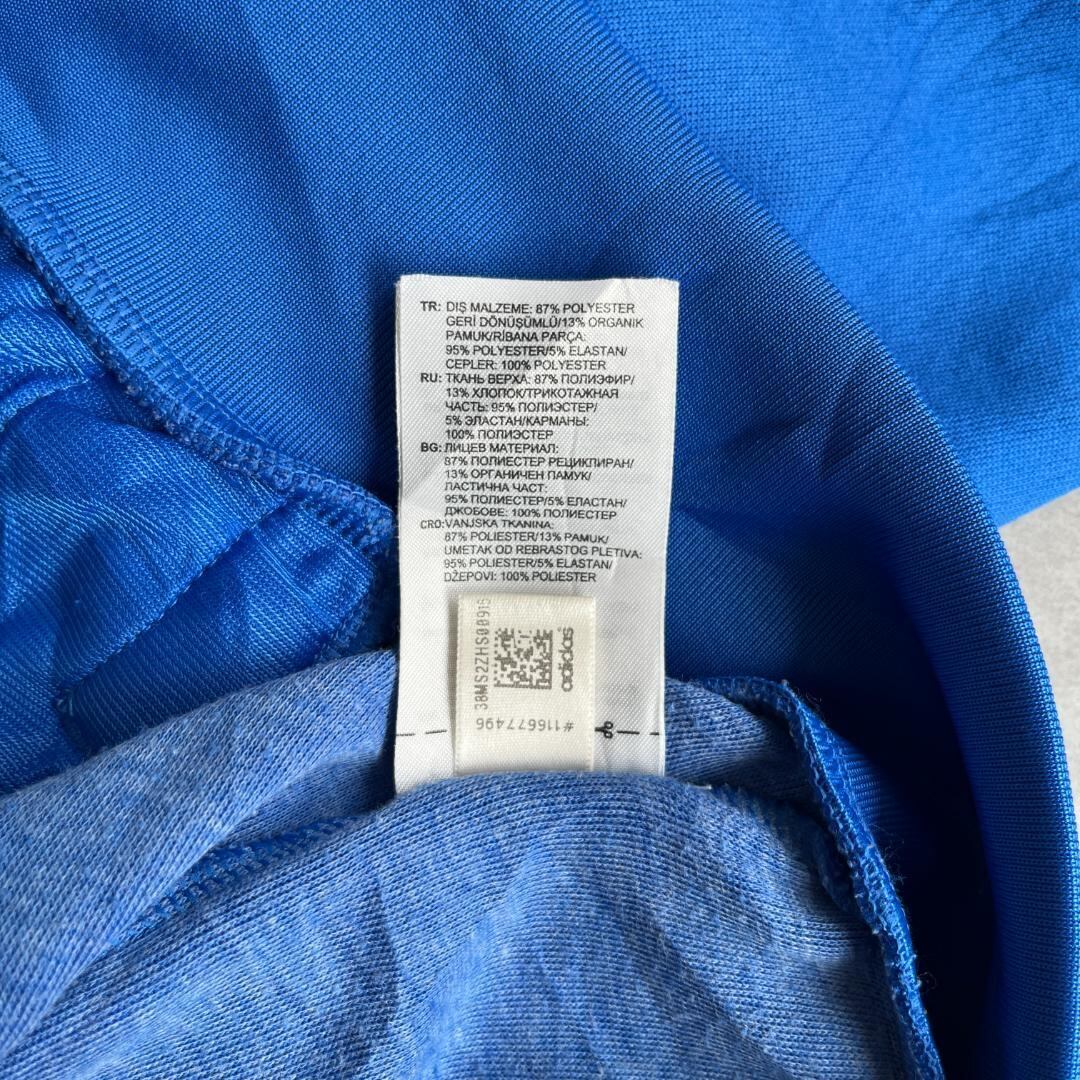 TR: DIŞ MALZEME: 87% POLYESTER
GERİ DÖNÜŞÜMLÜ/13% ORGANIK
PAMUK/RİBANA PARÇA:
95% POLYESTER/5% ELASTAN/
CEPLER: 100% POLYESTER
RU: ТКАНЬ ВЕРХА: 87% ПОЛИЭФИР/
13% ХЛОПОК/ТРИКОТАЖНАЯ
ЧАСТЬ: 95% ПОЛИЭСТЕР/
5% ЭЛАСТАН/КАРМАНЫ:
100% ПОЛИЭСТЕР
BG: ЛИЦЕВ МАТЕРИАЛ:
87% ПОЛИЕСТЕР РЕЦИКЛИРАН/
13% ОРГАНИЧЕН ПАМУК/
ЛАСТИЧНА ЧАСТ:
95% ПОЛИЕСТЕР/5% ЕЛАСТАН/
ДЖОБОВЕ: 100% ПОЛИЕСТЕР
CRO: VANJSKA TKANINA:
87% POLIESTER/13% PAMUK/
UMETAK OD REBRASTOG PLETIVA:
95% POLIESTER/5% ELASTAN/
DŽEPOVI: 100% POLIESTER
38MS2ZHS00916
adidas
#116677496